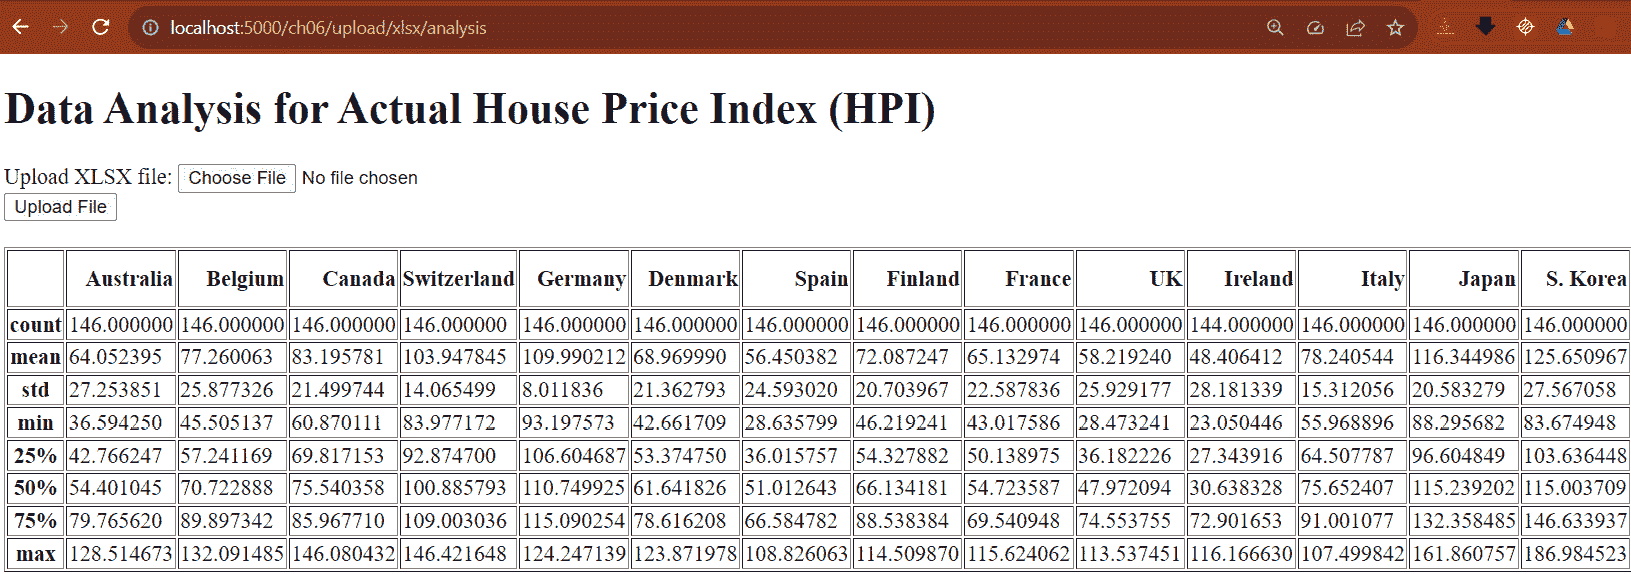 localhost:5000/ch06/upload/xlsx/analysis
Data Analysis for Actual House Price Index (HPI)
Upload XLSX file: Choose File No file chosen
Upload File
Australia Belgium Canada Switzerland Germany Denmark Spain Finland France UK Ireland Italy Japan S. Korea
count 146.000000 146.000000 146.000000 146.000000 146.000000 146.000000 146.000000 146.000000 146.000000 146.000000 144.000000 146.000000 146.000000 146.000000
mean 64.052395 77.260063 83.195781 103.947845 109.990212 68.969990 56.450382 72.087247 65.132974 58.219240 48.406412 78.240544 116.344986 125.650967
std 27.253851 25.877326 21.499744 14.065499 8.011836 21.362793 24.593020 20.703967 22.587836 25.929177 28.181339 15.312056 20.583279 27.567058
min 36.594250 45.505137 60.870111 83.977172 93.197573 42.661709 28.635799 46.219241 43.017586 28.473241 23.050446 55.968896 88.295682 83.674948
25% 42.766247 57.241169 69.817153 92.874700 106.604687 53.374750 36.015757 54.327882 50.138975 36.182226 27.343916 64.507787 96.604849 103.636448
50% 54.401045 70.722888 75.540358 100.885793 110.749925 61.641826 51.012643 66.134181 54.723587 47.972094 30.638328 75.652407 115.239202 115.003709
75% 79.765620 89.897342 85.967710 109.003036 115.090254 78.616208 66.584782 88.538384 69.540948 74.553755 72.901653 91.001077 132.358485 146.633937
max 128.514673 132.091485 146.080432 146.421648 124.247139 123.871978 108.826063 114.509870 115.624062 113.537451 116.166630 107.499842 161.860757 186.984523